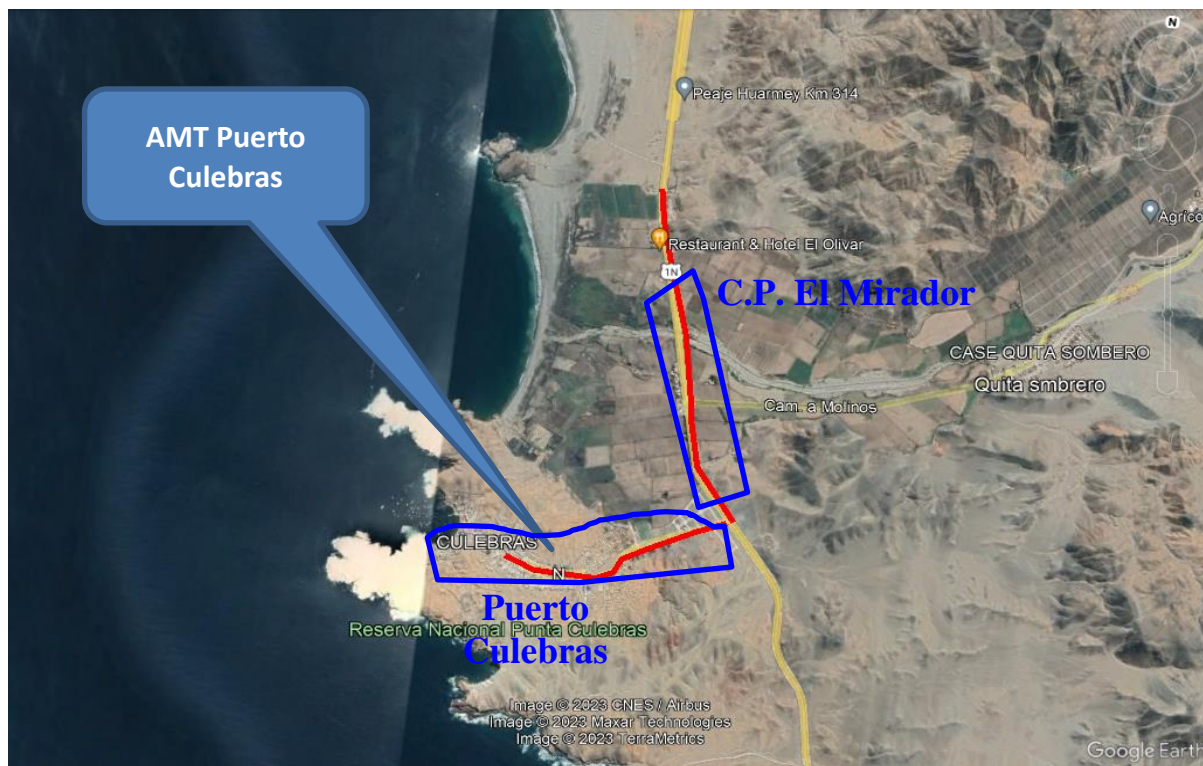 N
Peaje Huarmey Km 314
AMT Puerto
Culebras
Agríco
Restaurant & Hotel El Olivar
1N
C.P. El Mirador
CASE QUITA SOMBERO
Quita smbrero
Cam. a Molinos
CULEBRAS
N
Puerto
Culebras
Reserva Nacional Punta Culebras
Image © 2023 CNES / Airbus
Image © 2023 Maxar Technologies
Image © 2023 TerraMetrics
Google Earth